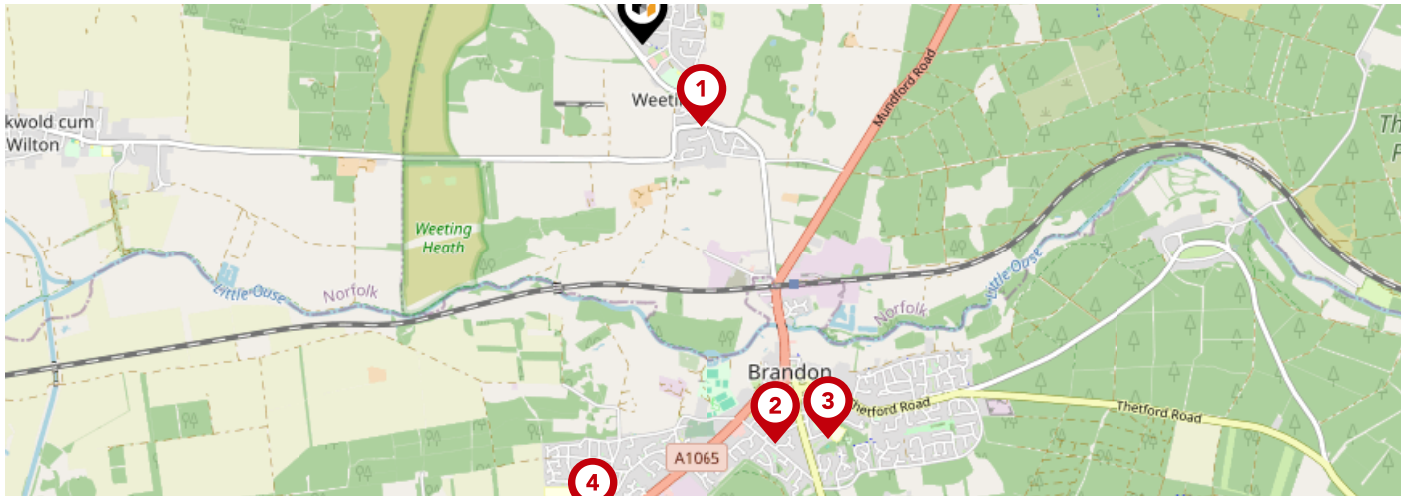 Mundford Road
1
kwold cum
Wilton
Weeting
Heath
Little Ouse
Norfolk
Little Ouse
Norfolk
Brandon
2
3
Thetford Road
Thetford Road
A1065
4